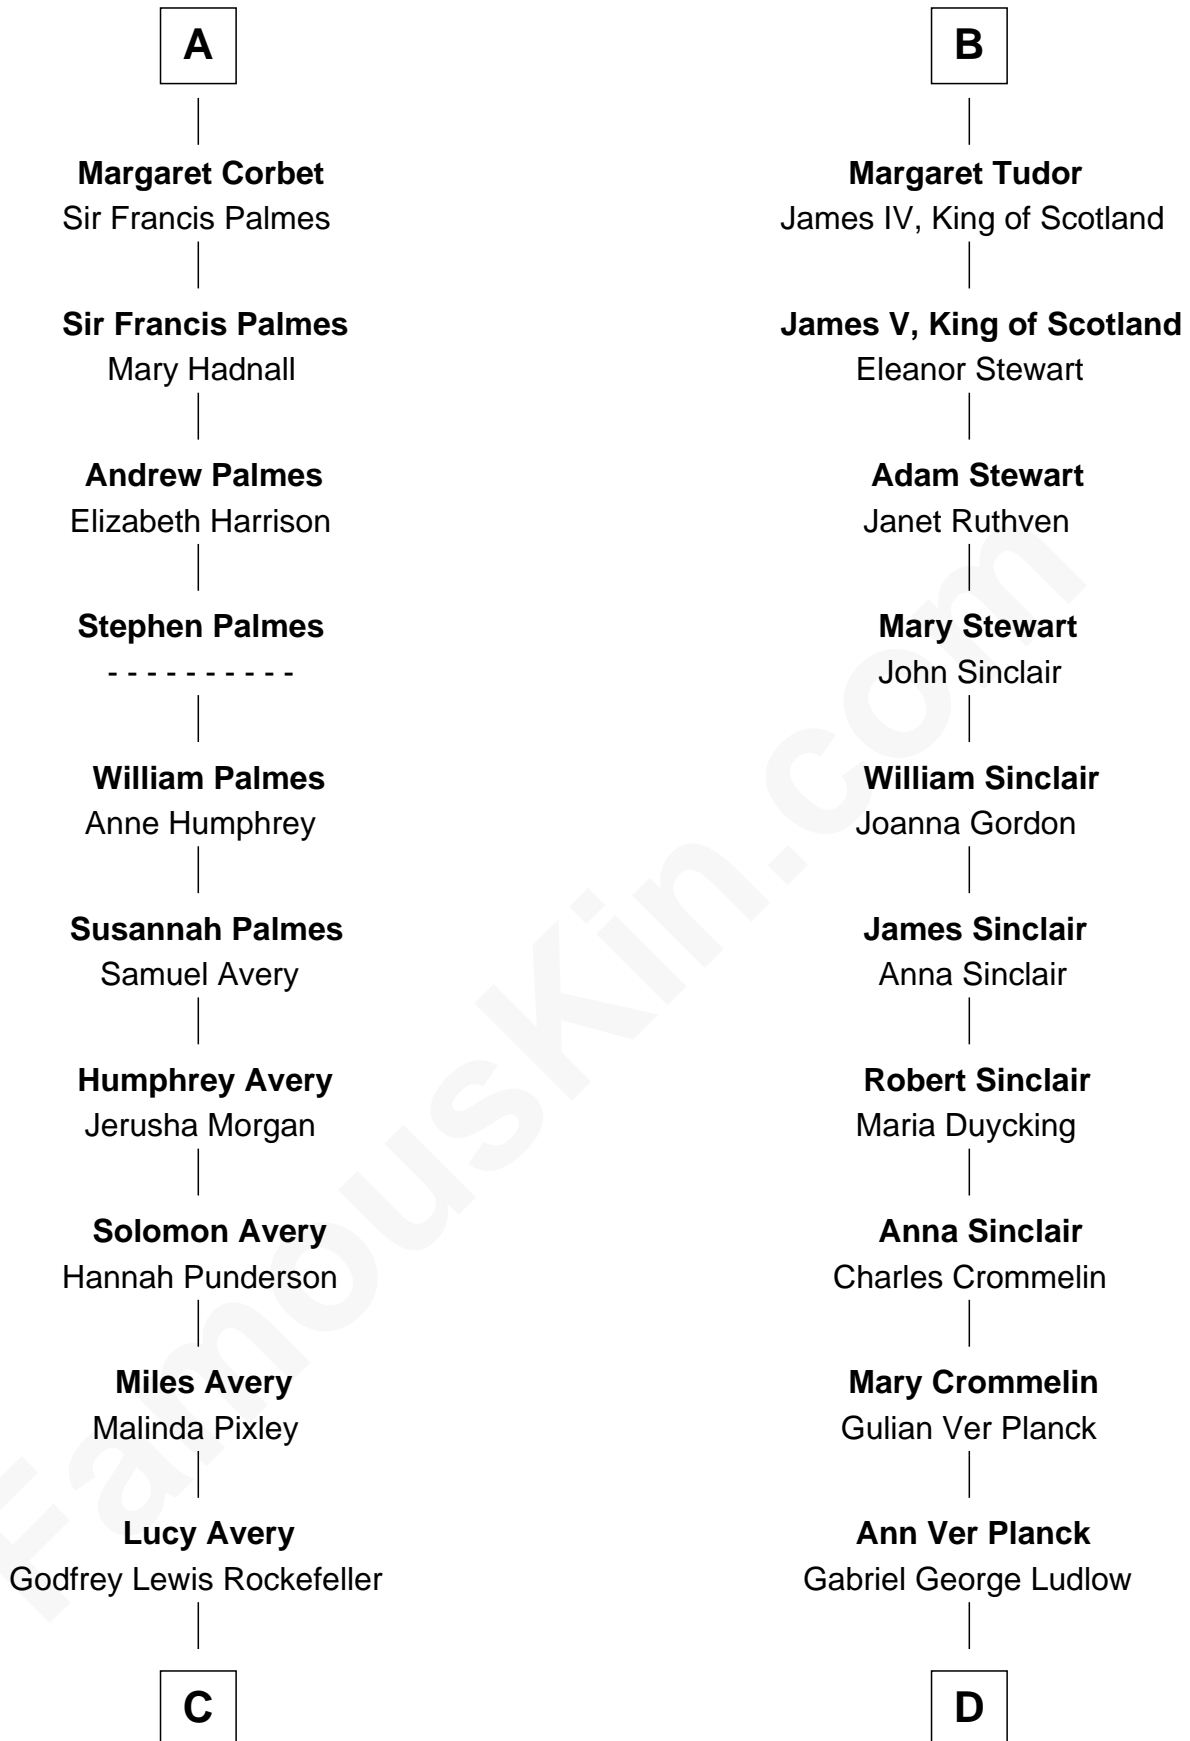 A
Margaret Corbet
Sir Francis Palmes
Sir Francis Palmes
Mary Hadnall
Andrew Palmes
Elizabeth Harrison
Stephen Palmes
- - - - - - - - - -
William Palmes
Anne Humphrey
Susannah Palmes
Samuel Avery
Humphrey Avery
Jerusha Morgan
Solomon Avery
Hannah Punderson
Miles Avery
Malinda Pixley
Lucy Avery
Godfrey Lewis Rockefeller
C
B
Margaret Tudor
James IV, King of Scotland
James V, King of Scotland
Eleanor Stewart
Adam Stewart
Janet Ruthven
Mary Stewart
John Sinclair
William Sinclair
Joanna Gordon
James Sinclair
Anna Sinclair
Robert Sinclair
Maria Duycking
Anna Sinclair
Charles Crommelin
Mary Crommelin
Gulian Ver Planck
Ann Ver Planck
Gabriel George Ludlow
D
FamousKin.com